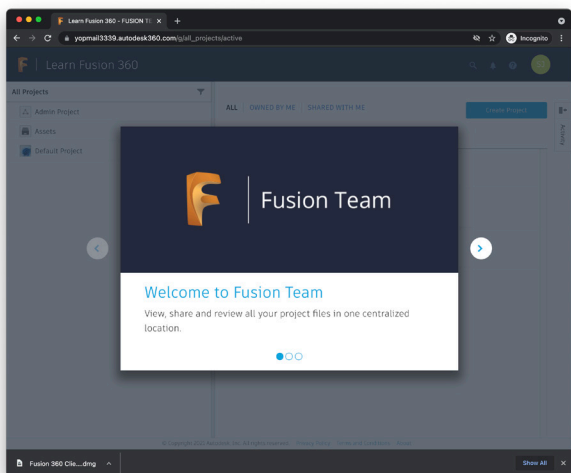 Learn Fusion 360 - FUSION TE
yopmail3339.autodesk360.com/g/all_projects/active
Incognito
Learn Fusion 360
All Projects
ALL OWNED BY ME SHARED WITH ME
Create Project
Admin Project
Assets
Default Project
Activity
Fusion Team
Welcome to Fusion Team
View, share and review all your project files in one centralized
location.
Fusion 360 Clie....dmg
Show All